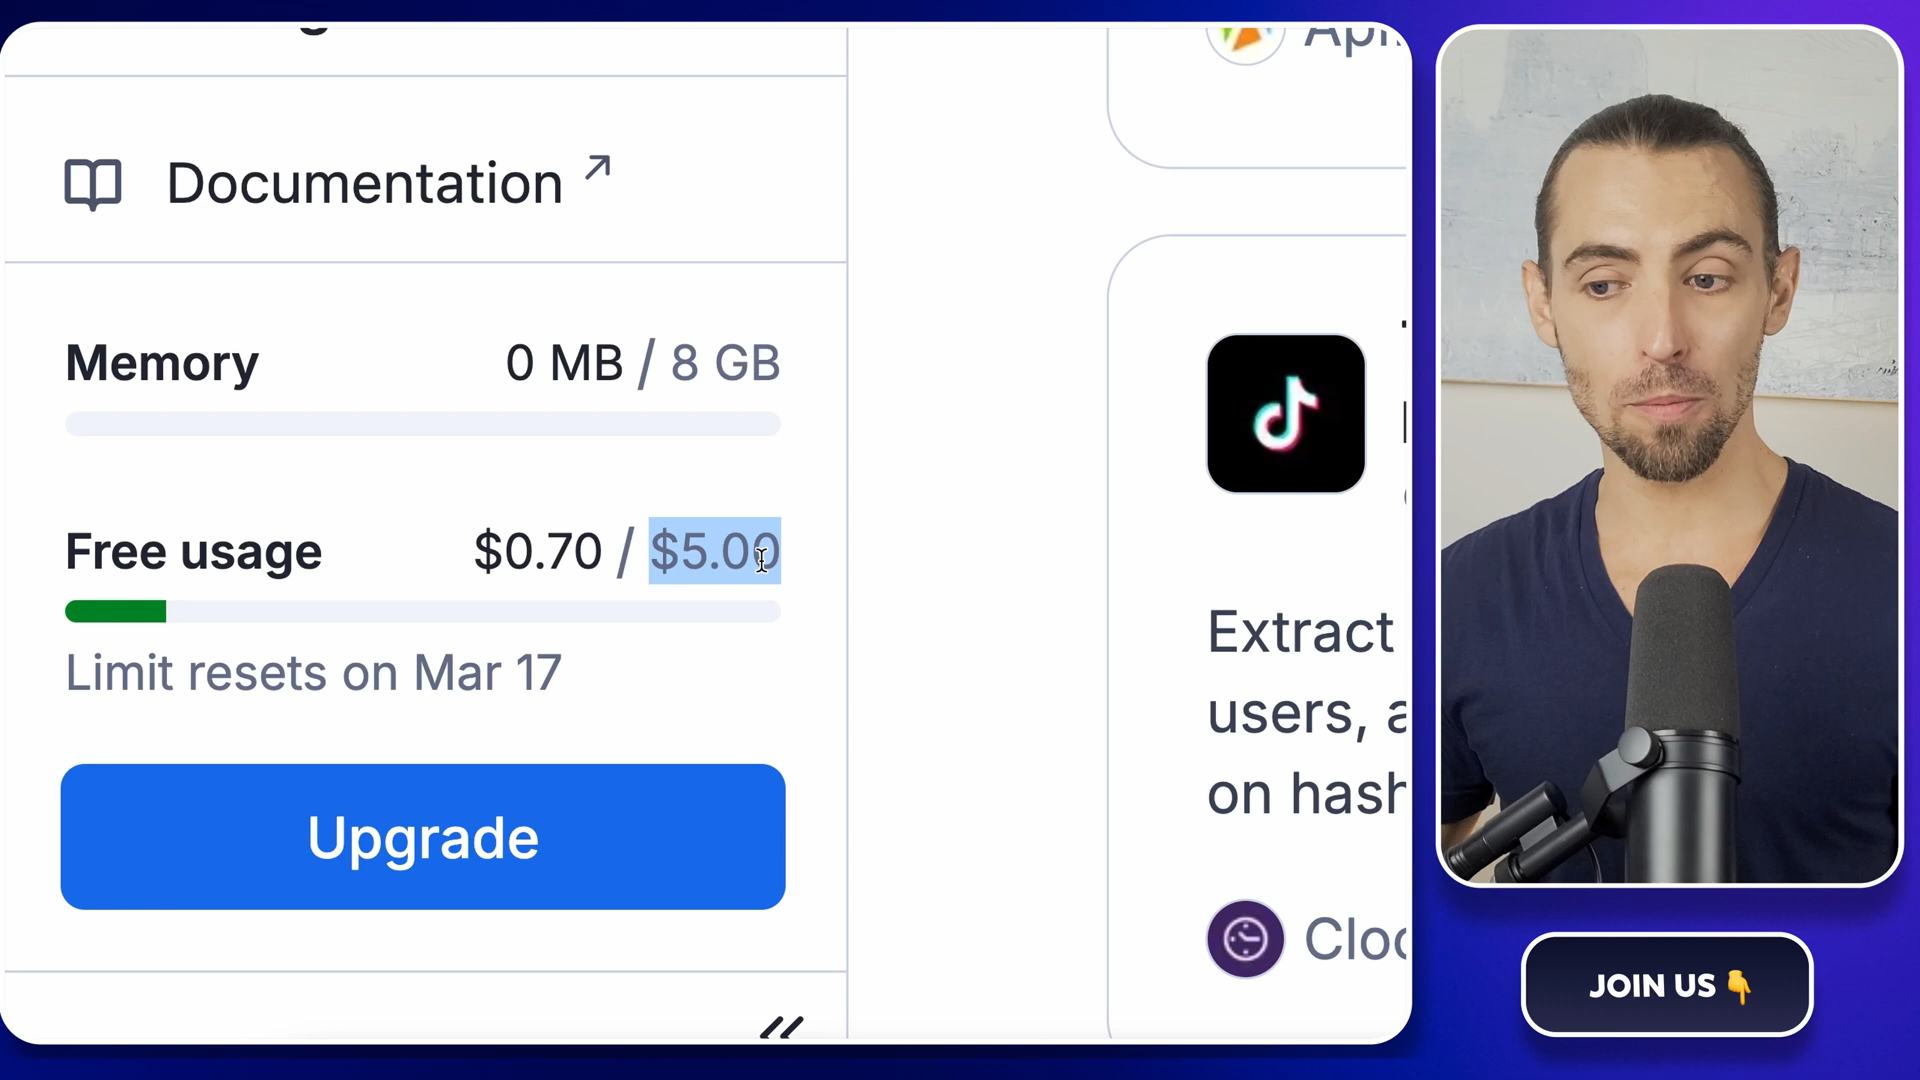 Documentation
Memory
0 MB / 8 GB
Free usage
$0.70 / $5.00
Limit resets on Mar 17
Upgrade
Extract
users,
on
JOIN US